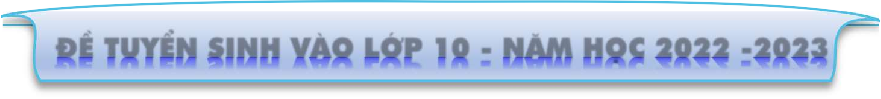 ĐỀ TUYỂN SINH VÀO LỚP 10 - NĂM HỌC 2022 -2023